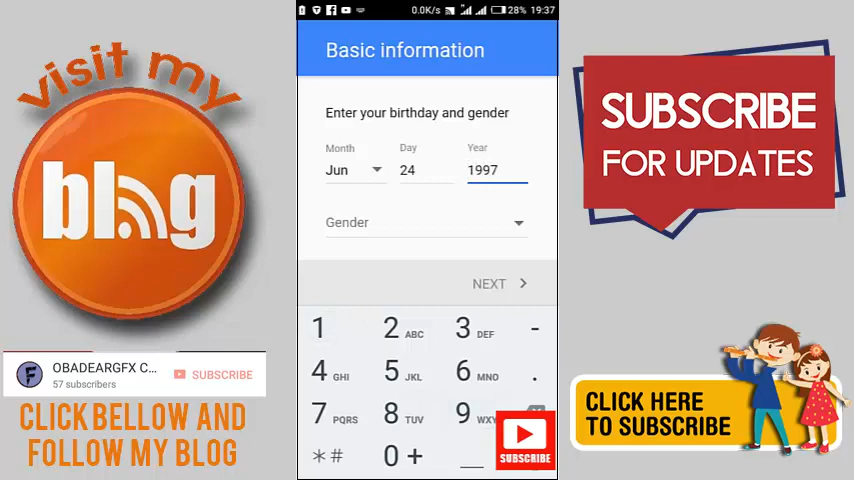 visit my
blog
OBADEARGFX C...
57 subscribers
SUBSCRIBE
CLICK BELLOW AND
FOLLOW MY BLOG
0.0K/s
28%
19:37
Basic information
Enter your birthday and gender
Month
Day
Year
Jun
24
1997
Gender
NEXT
1
2 ABC
3 DEF
-
4 GHI
5 JKL
6 MNO
.
7 PQRS
8 TUV
9 WXY
*#
0 +
SUBSCRIBE
SUBSCRIBE
FOR UPDATES
CLICK HERE
TO SUBSCRIBE